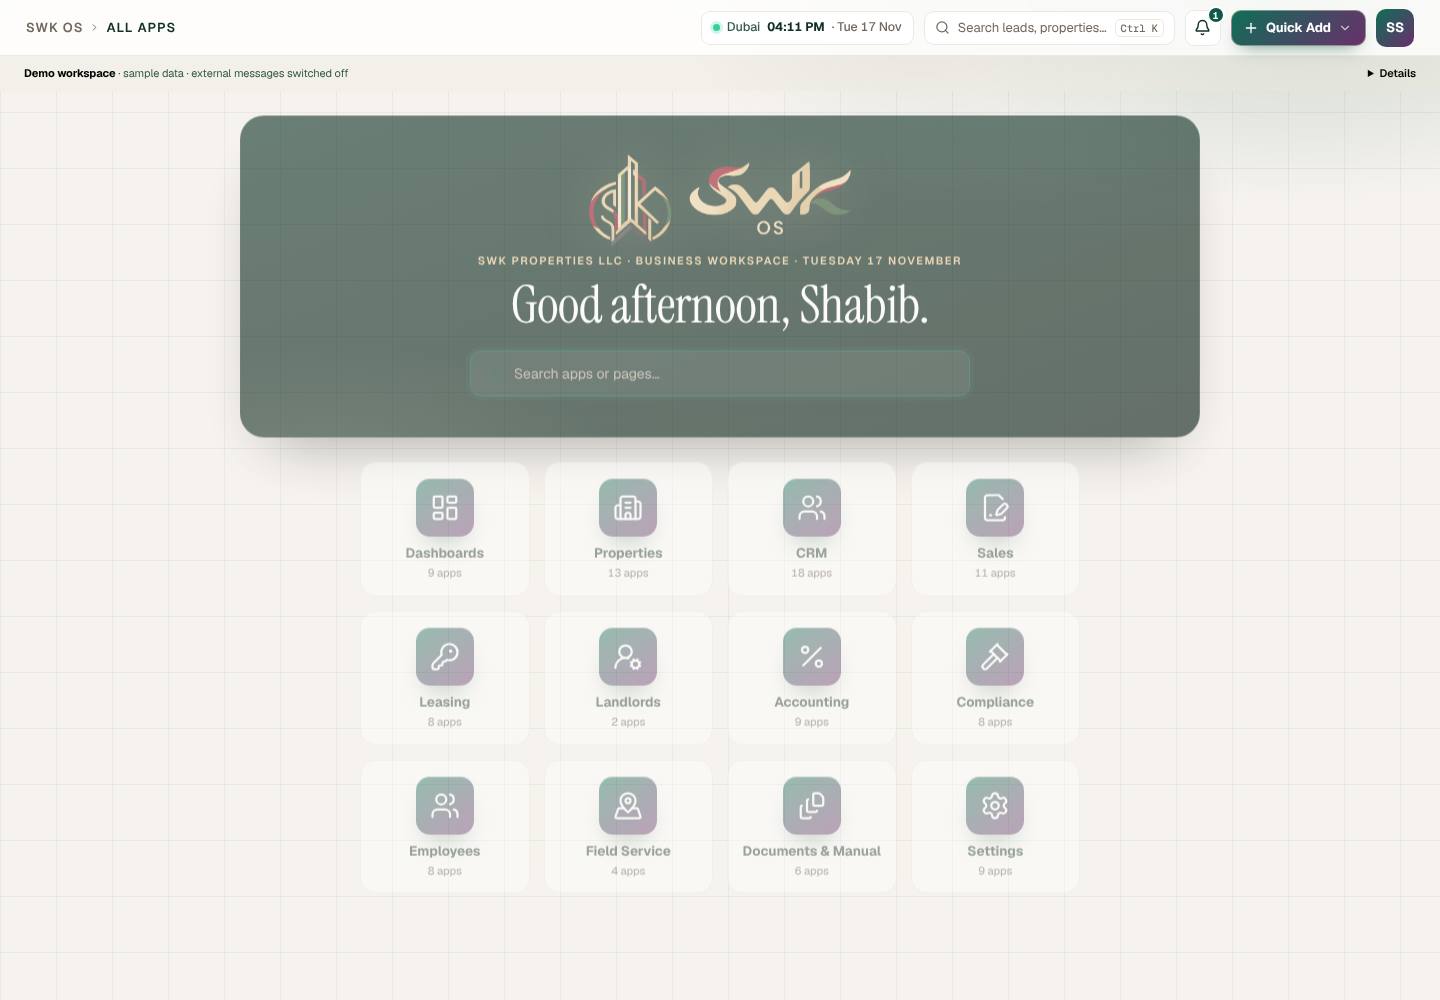 SWK OS > ALL APPS
Dubai 04:11 PM · Tue 17 Nov
Search leads, properties... Ctrl K
1
Quick Add
SS
Demo workspace · sample data · external messages switched off
Details
Swk
OS
SWK PROPERTIES LLC · BUSINESS WORKSPACE · TUESDAY 17 NOVEMBER
Good afternoon, Shabib.
Search apps or pages...
Dashboards
9 apps
Properties
13 apps
CRM
18 apps
Sales
11 apps
Leasing
8 apps
Landlords
2 apps
Accounting
9 apps
Compliance
8 apps
Employees
8 apps
Field Service
4 apps
Documents & Manual
6 apps
Settings
9 apps